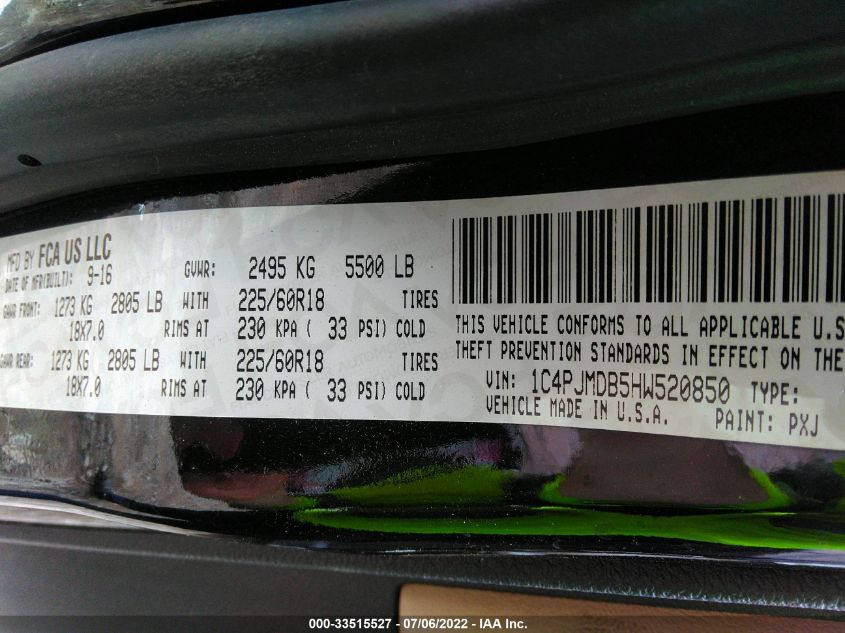 MFD BY FCA US LLC
DATE OF MFR(BUILT): 9-16 GVWR: 2495 KG 5500 LB
GAWR FRONT: 1273 KG 2805 LB WITH 225/60R18 TIRES
18X7.0 RIMS AT 230 KPA ( 33 PSI) COLD
GAWR REAR: 1273 KG 2805 LB WITH 225/60R18 TIRES
18X7.0 RIMS AT 230 KPA ( 33 PSI) COLD
THIS VEHICLE CONFORMS TO ALL APPLICABLE U.S
THEFT PREVENTION STANDARDS IN EFFECT ON THE
VIN: 1C4PJMDB5HW520850 TYPE:
VEHICLE MADE IN U.S.A. PAINT: PXJ
000-33515527 - 07/06/2022 - IAA Inc.